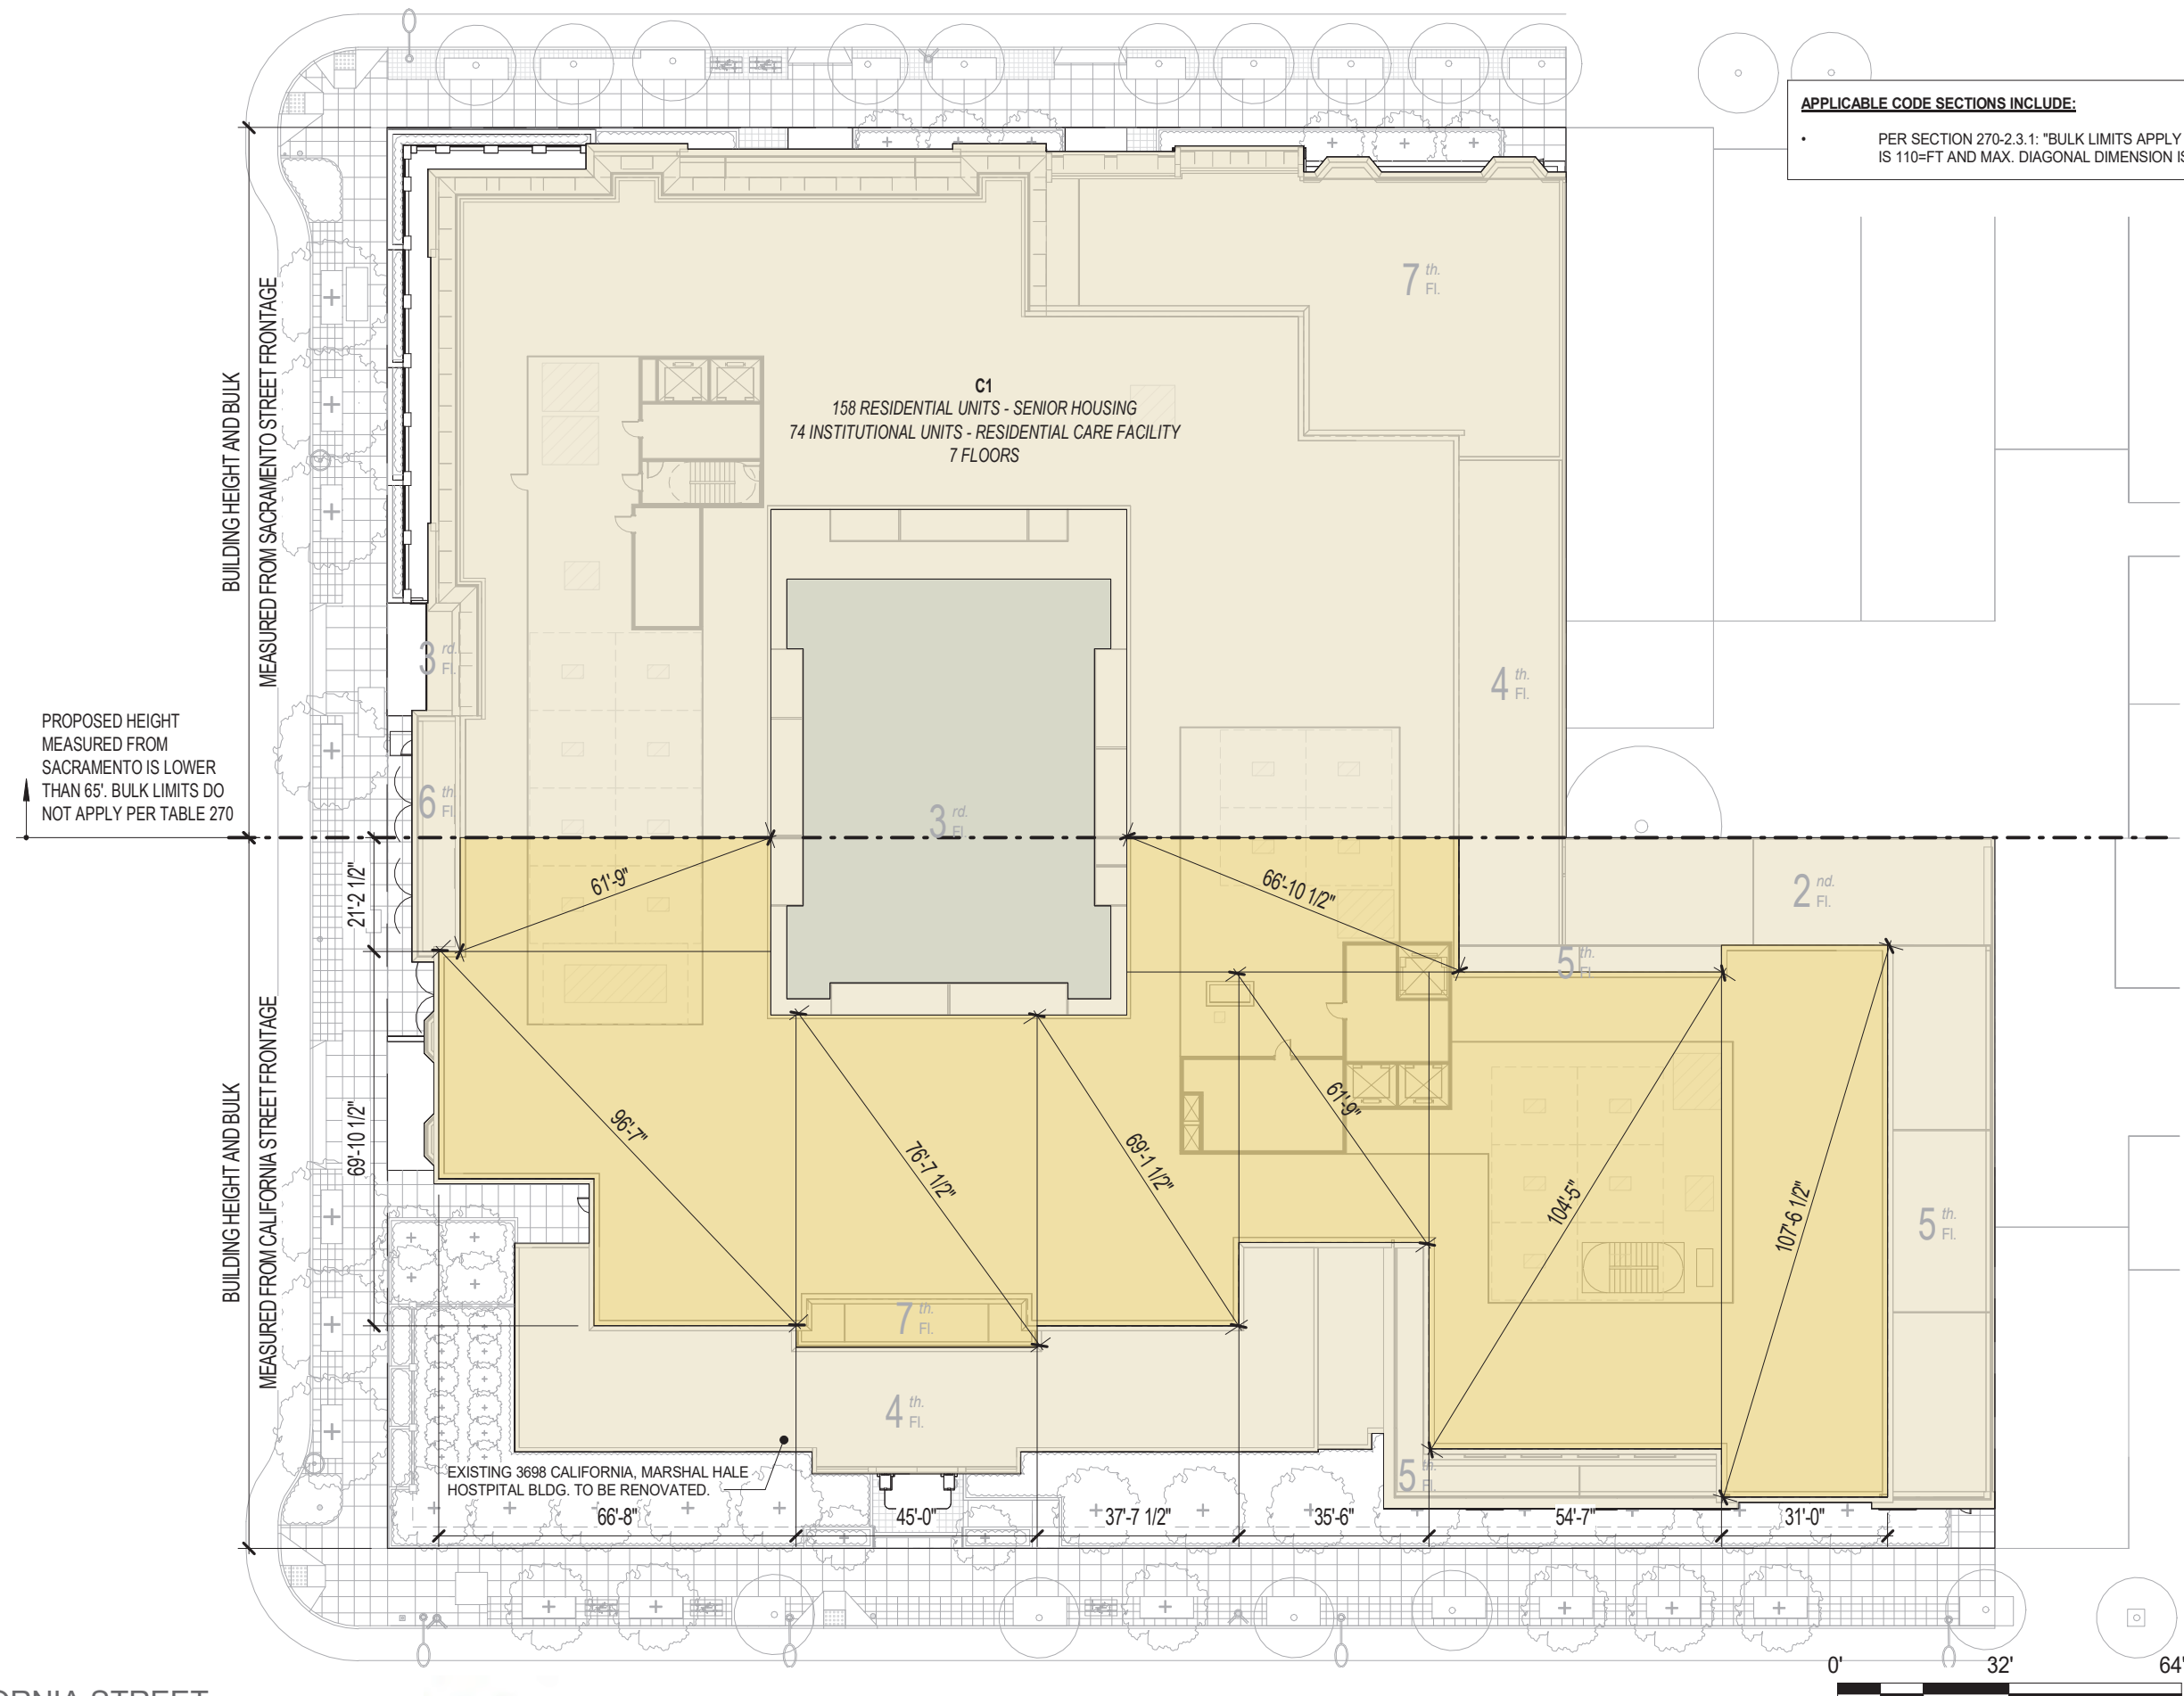 APPLICABLE CODE SECTIONS INCLUDE:
• PER SECTION 270-2.3.1: "BULK LIMITS APPLY
IS 110=FT AND MAX. DIAGONAL DIMENSION IS
7 th. Fl.
C1
158 RESIDENTIAL UNITS - SENIOR HOUSING
74 INSTITUTIONAL UNITS - RESIDENTIAL CARE FACILITY
7 FLOORS
BUILDING HEIGHT AND BULK
MEASURED FROM SACRAMENTO STREET FRONTAGE
3 rd. Fl.
4 th. Fl.
PROPOSED HEIGHT
MEASURED FROM
SACRAMENTO IS LOWER
THAN 65'. BULK LIMITS DO
NOT APPLY PER TABLE 270
6 th. Fl.
3 rd. Fl.
21'-2 1/2"
61'-9"
66'-10 1/2"
2 nd. Fl.
5 th. Fl.
BUILDING HEIGHT AND BULK
MEASURED FROM CALIFORNIA STREET FRONTAGE
69'-10 1/2"
96'-7"
76'-7 1/2"
69'-1 1/2"
61'-9"
104'-5"
107'-6 1/2"
5 th. Fl.
7 th. Fl.
4 th. Fl.
5 th. Fl.
EXISTING 3698 CALIFORNIA, MARSHAL HALE
HOSTPITAL BLDG. TO BE RENOVATED.
66'-8"
45'-0"
37'-7 1/2"
35'-6"
54'-7"
31'-0"
0' 32' 64'
ORNIA STREET